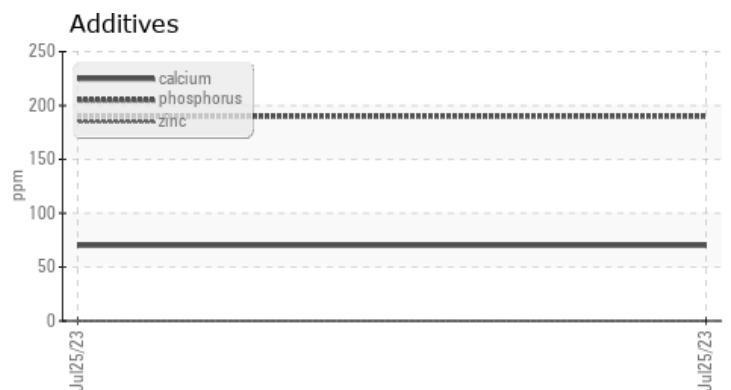 Additives
250
200
150
100
50
0
ppm
calcium
phosphorus
zinc
Jul25/23
Jul25/23